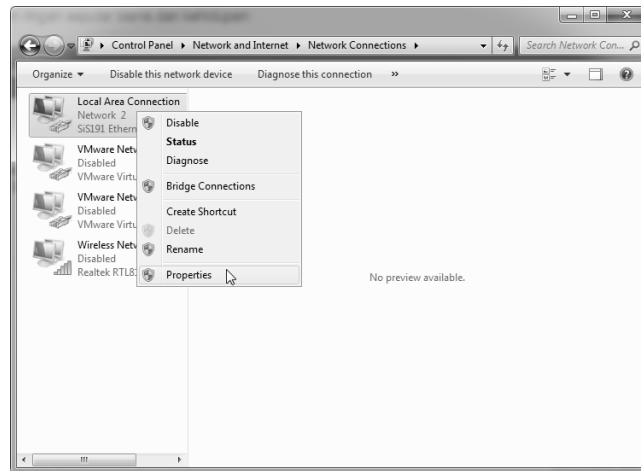 Control Panel ▸ Network and Internet ▸ Network Connections ▸
Search Network Con...
Organize
Disable this network device
Diagnose this connection
»
Local Area Connection
Network 2
SiS191 Ethern
VMware Netw
Disabled
VMware Virtu
VMware Netw
Disabled
VMware Virtu
Wireless Netw
Disabled
Realtek RTL8
Disable
Status
Diagnose
Bridge Connections
Create Shortcut
Delete
Rename
Properties
No preview available.